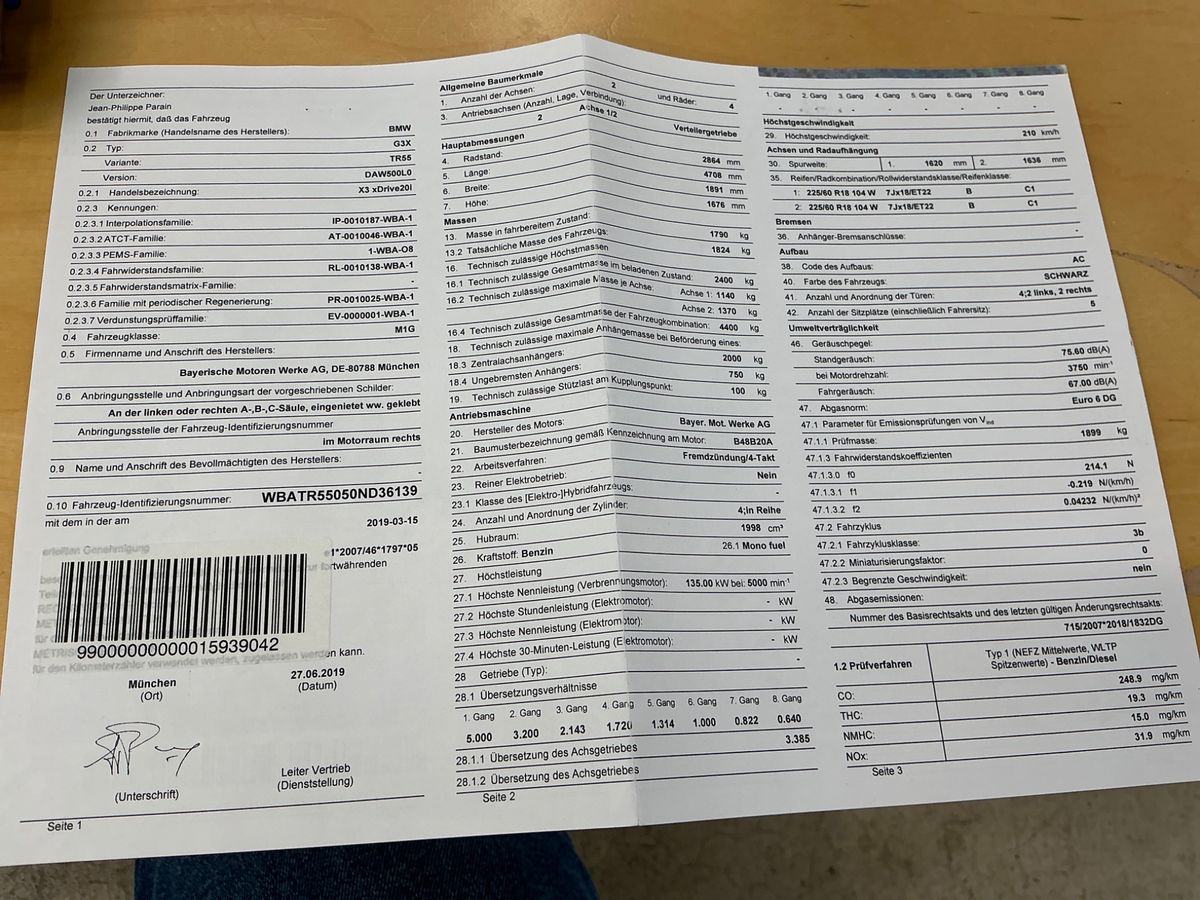 Der Unterzeichner:
Jean-Philippe Parain
bestätigt hiermit, daß das Fahrzeug
0.1 Fabrikmarke (Handelsname des Herstellers): BMW
0.2 Typ: G3X
Variante: TR55
Version: DAW500L0
0.2.1 Handelsbezeichnung: X3 xDrive20I
0.2.3 Kennungen:
0.2.3.1 Interpolationsfamilie: IP-0010187-WBA-1
0.2.3.2 ATCT-Familie: AT-0010046-WBA-1
0.2.3.3 PEMS-Familie: 1-WBA-O8
0.2.3.4 Fahrwiderstandsfamilie: RL-0010138-WBA-1
0.2.3.5 Fahrwiderstandsmatrix-Familie: -
0.2.3.6 Familie mit periodischer Regenerierung: PR-0010025-WBA-1
0.2.3.7 Verdunstungsprüffamilie: EV-0000001-WBA-1
0.4 Fahrzeugklasse: M1G
0.5 Firmenname und Anschrift des Herstellers:
Bayerische Motoren Werke AG, DE-80788 München
0.6 Anbringungsstelle und Anbringungsart der vorgeschriebenen Schilder:
An der linken oder rechten A-,B-,C-Säule, eingenietet ww. geklebt
Anbringungsstelle der Fahrzeug-Identifizierungsnummer
im Motorraum rechts
0.9 Name und Anschrift des Bevollmächtigten des Herstellers:
-
0.10 Fahrzeug-Identifizierungsnummer: WBATR55050ND36139
mit dem in der am 2019-03-15
erteilten Genehmigung e1*2007/46*1797*05
fortwährenden
99000000000015939042
für den Kilometerzähler verwendet werden, zugelassen werden kann.
München 27.06.2019
(Ort) (Datum)
Leiter Vertrieb
(Unterschrift) (Dienststellung)
Seite 1
Allgemeine Baumerkmale
1. Anzahl der Achsen: 2 und Räder: 4
3. Antriebsachsen (Anzahl, Lage, Verbindung):
2 Achse 1/2 Verteilergetriebe
Hauptabmessungen
4. Radstand: 2864 mm
5. Länge: 4708 mm
6. Breite: 1891 mm
7. Höhe: 1676 mm
Massen
13. Masse in fahrbereitem Zustand: 1790 kg
13.2 Tatsächliche Masse des Fahrzeugs: 1824 kg
16. Technisch zulässige Höchstmassen
16.1 Technisch zulässige Gesamtmasse im beladenen Zustand: 2400 kg
16.2 Technisch zulässige maximale Masse je Achse: Achse 1: 1140 kg
Achse 2: 1370 kg
16.4 Technisch zulässige Gesamtmasse der Fahrzeugkombination: 4400 kg
18. Technisch zulässige maximale Anhängemasse bei Beförderung eines:
18.3 Zentralachsanhängers: 2000 kg
18.4 Ungebremsten Anhängers: 750 kg
19. Technisch zulässige Stützlast am Kupplungspunkt: 100 kg
Antriebsmaschine
20. Hersteller des Motors: Bayer. Mot. Werke AG
21. Baumusterbezeichnung gemäß Kennzeichnung am Motor: B48B20A
22. Arbeitsverfahren: Fremdzündung/4-Takt
23. Reiner Elektrobetrieb: Nein
23.1 Klasse des [Elektro-]Hybridfahrzeugs: -
24. Anzahl und Anordnung der Zylinder: 4;in Reihe
25. Hubraum: 1998 cm³
26. Kraftstoff: Benzin 26.1 Mono fuel
27. Höchstleistung
27.1 Höchste Nennleistung (Verbrennungsmotor): 135.00 kW bei: 5000 min⁻¹
27.2 Höchste Stundenleistung (Elektromotor): - kW
27.3 Höchste Nennleistung (Elektromotor): - kW
27.4 Höchste 30-Minuten-Leistung (Elektromotor): - kW
28 Getriebe (Typ): -
28.1 Übersetzungsverhältnisse
1. Gang 2. Gang 3. Gang 4. Gang 5. Gang 6. Gang 7. Gang 8. Gang
5.000 3.200 2.143 1.720 1.314 1.000 0.822 0.640
28.1.1 Übersetzung des Achsgetriebes 3.385
28.1.2 Übersetzung des Achsgetriebes
Seite 2
1. Gang 2. Gang 3. Gang 4. Gang 5. Gang 6. Gang 7. Gang 8. Gang
- - - - - - - -
Höchstgeschwindigkeit
29. Höchstgeschwindigkeit: 210 km/h
Achsen und Radaufhängung
30. Spurweite: 1. 1620 mm 2. 1636 mm
35. Reifen/Radkombination/Rollwiderstandsklasse/Reifenklasse:
1: 225/60 R18 104 W 7Jx18/ET22 B C1
2: 225/60 R18 104 W 7Jx18/ET22 B C1
Bremsen
36. Anhänger-Bremsanschlüsse: -
Aufbau
38. Code des Aufbaus: AC
40. Farbe des Fahrzeugs: SCHWARZ
41. Anzahl und Anordnung der Türen: 4;2 links, 2 rechts
42. Anzahl der Sitzplätze (einschließlich Fahrersitz): 5
Umweltverträglichkeit
46. Geräuschpegel:
Standgeräusch: 75.60 dB(A)
bei Motordrehzahl: 3750 min⁻¹
Fahrgeräusch: 67.00 dB(A)
47. Abgasnorm: Euro 6 DG
47.1 Parameter für Emissionsprüfungen von Vind
47.1.1 Prüfmasse: 1899 kg
47.1.3 Fahrwiderstandskoeffizienten
47.1.3.0 f0 214.1 N
47.1.3.1 f1 -0.219 N/(km/h)
47.1.3.2 f2 0.04232 N/(km/h)²
47.2 Fahrzyklus
47.2.1 Fahrzyklusklasse: 3b
47.2.2 Miniaturisierungsfaktor: 0
47.2.3 Begrenzte Geschwindigkeit: nein
48. Abgasemissionen:
Nummer des Basisrechtsakts und des letzten gültigen Änderungsrechtsakts:
715/2007*2018/1832DG
1.2 Prüfverfahren Typ 1 (NEFZ Mittelwerte, WLTP
Spitzenwerte) - Benzin/Diesel
CO: 248.9 mg/km
THC: 19.3 mg/km
NMHC: 15.0 mg/km
NOx: 31.9 mg/km
Seite 3